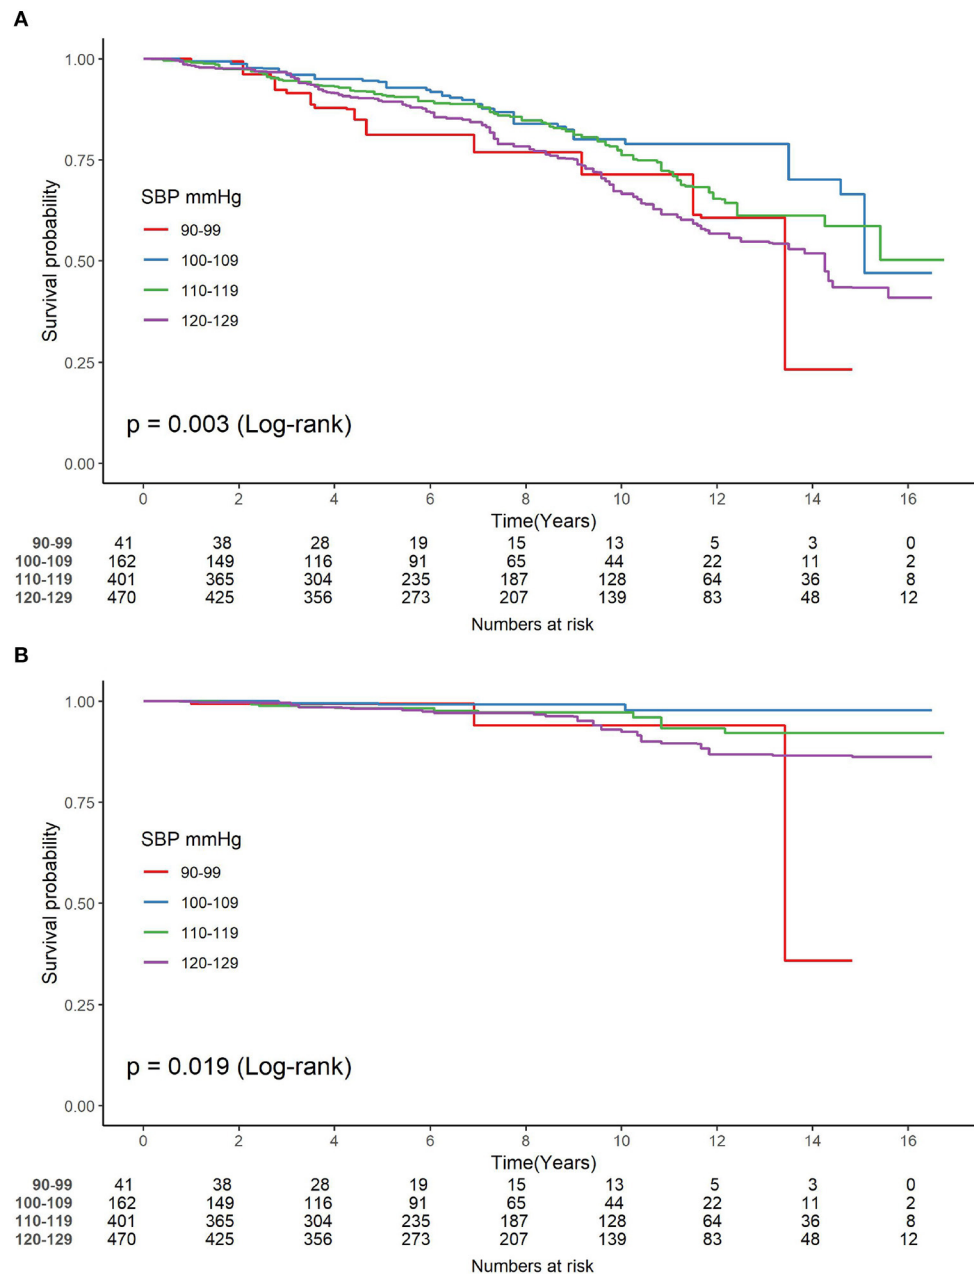 A
1.00
0.75
0.50
0.25
0.00
Survival probability
SBP mmHg
90-99
100-109
110-119
120-129
p = 0.003 (Log-rank)
0 2 4 6 8 10 12 14 16
Time(Years)
90-99 41 38 28 19 15 13 5 3 0
100-109 162 149 116 91 65 44 22 11 2
110-119 401 365 304 235 187 128 64 36 8
120-129 470 425 356 273 207 139 83 48 12
Numbers at risk
B
1.00
0.75
0.50
0.25
0.00
Survival probability
SBP mmHg
90-99
100-109
110-119
120-129
p = 0.019 (Log-rank)
0 2 4 6 8 10 12 14 16
Time(Years)
90-99 41 38 28 19 15 13 5 3 0
100-109 162 149 116 91 65 44 22 11 2
110-119 401 365 304 235 187 128 64 36 8
120-129 470 425 356 273 207 139 83 48 12
Numbers at risk